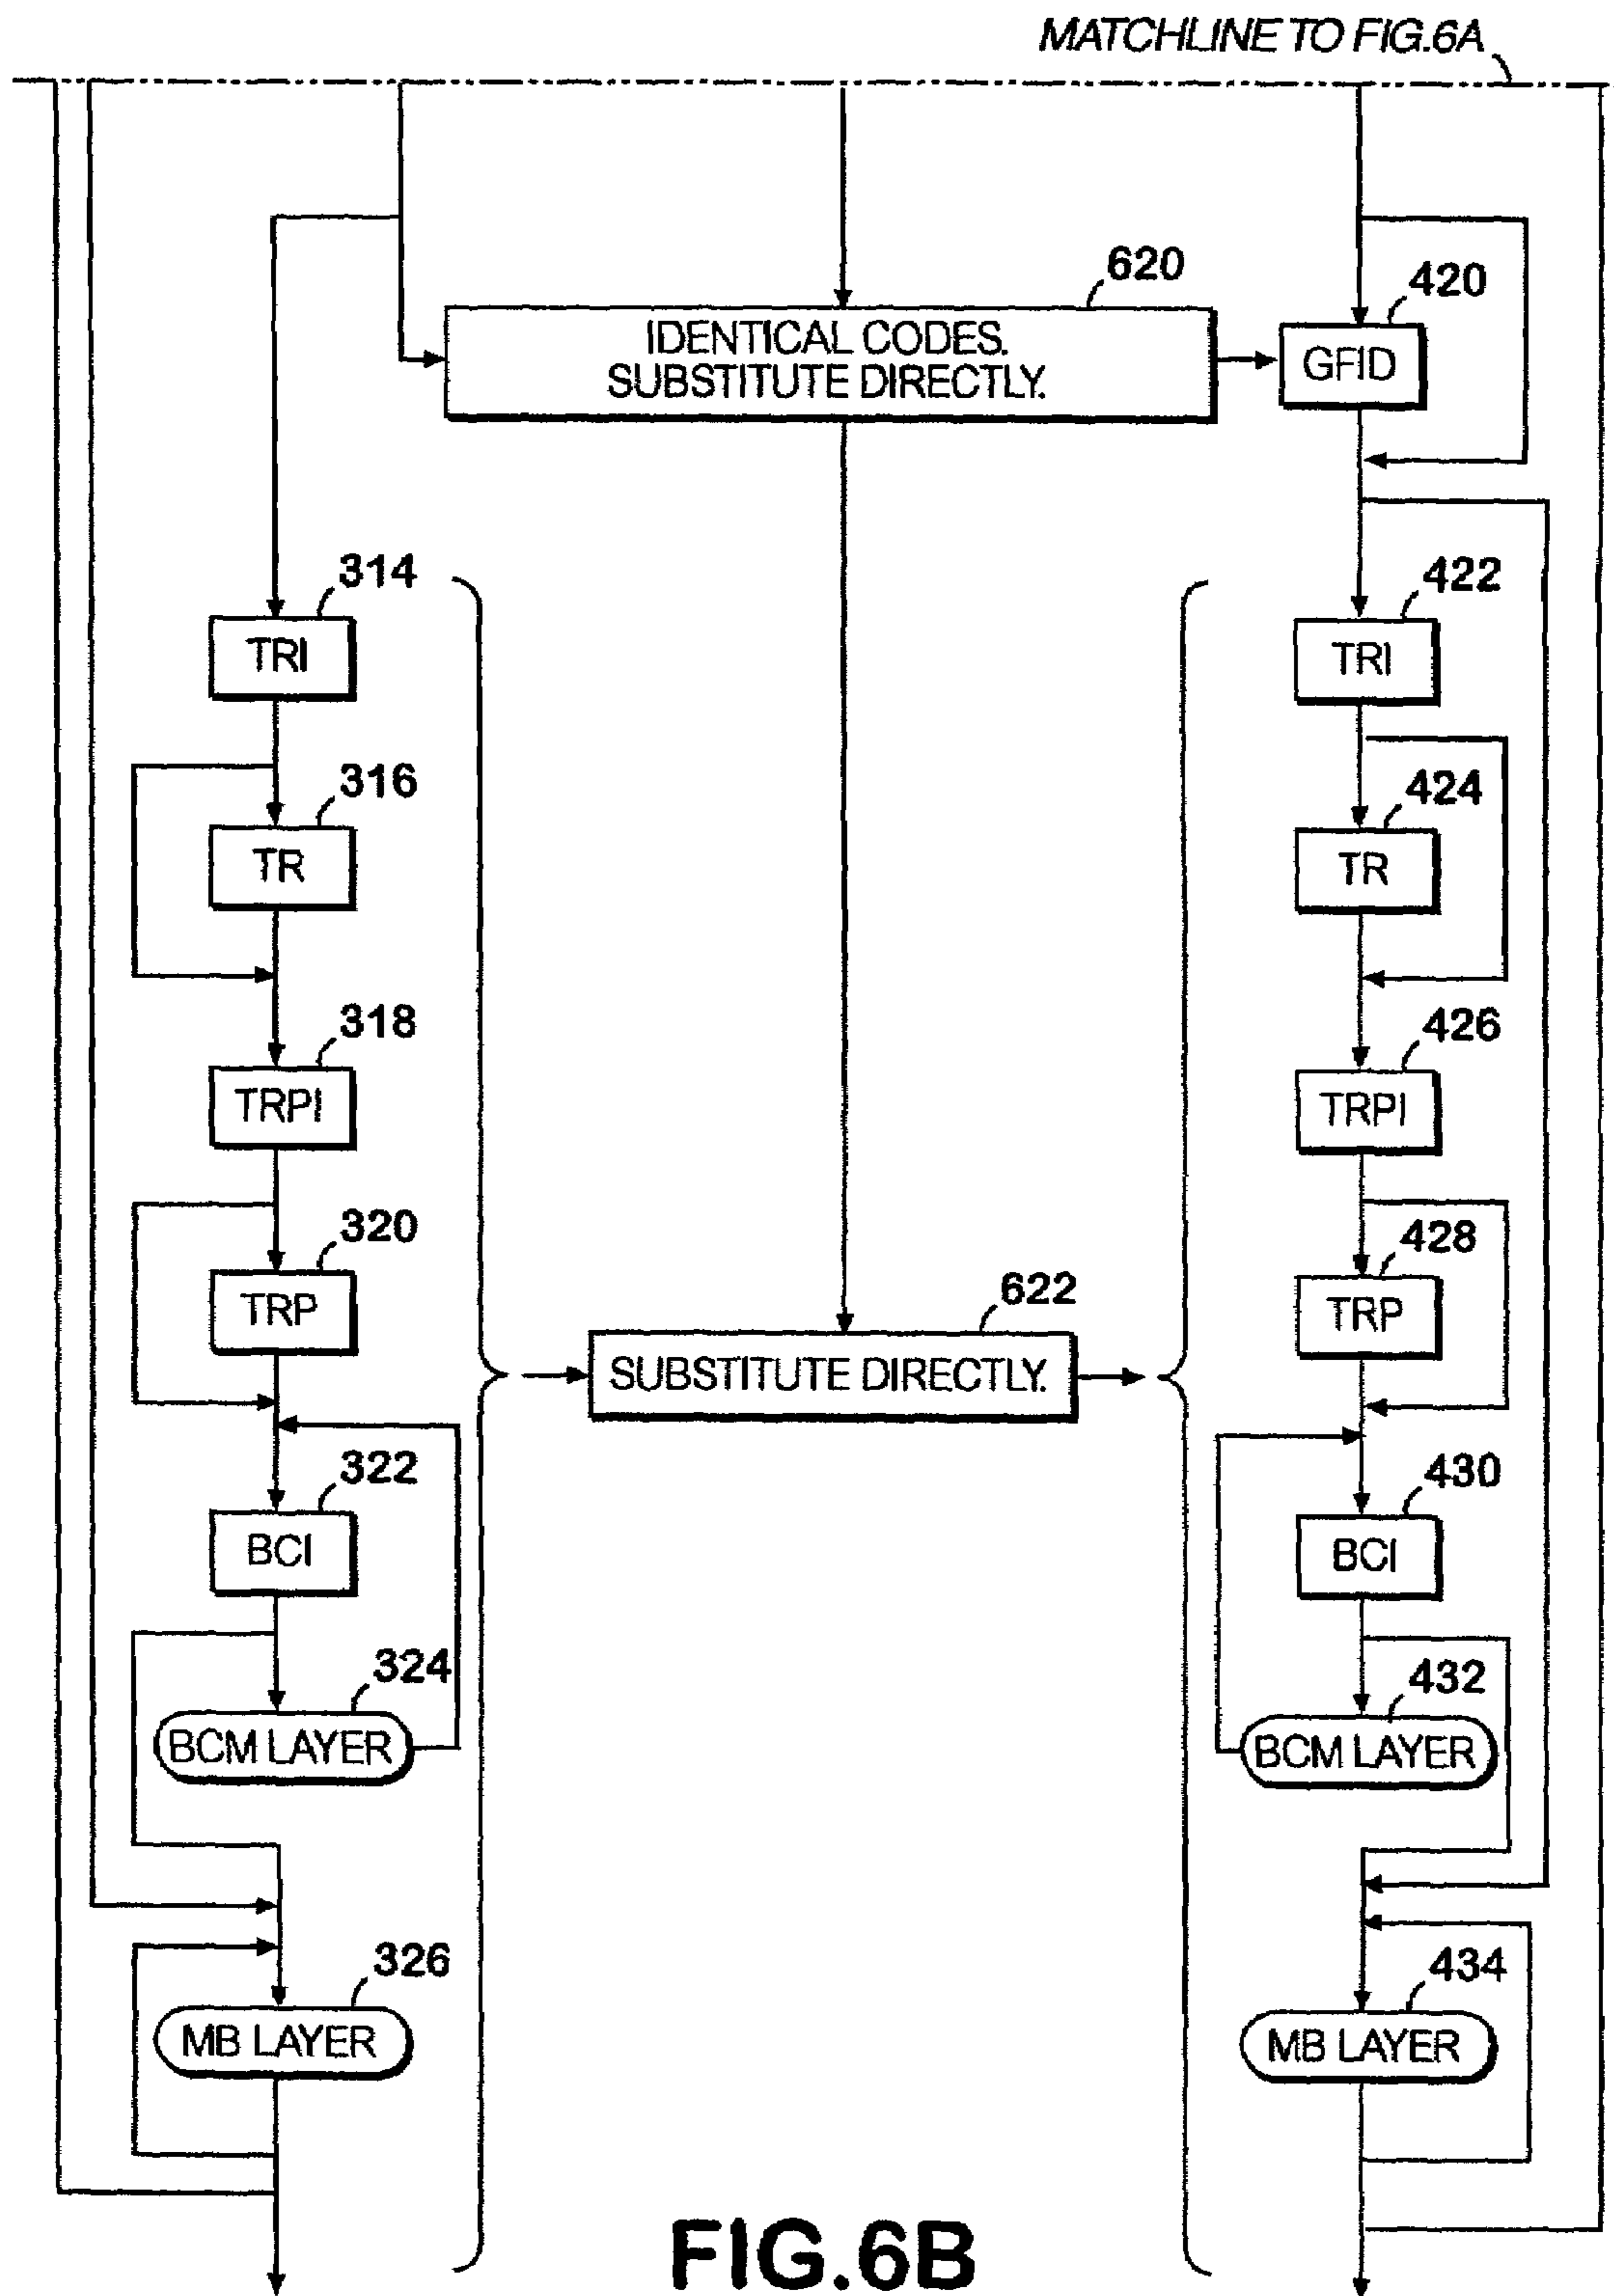 MATCHLINE TO FIG.6A
620
IDENTICAL CODES.
SUBSTITUTE DIRECTLY.
420
GFID
314
TRI
422
TRI
316
TR
424
TR
318
TRPI
426
TRPI
320
TRP
428
TRP
622
SUBSTITUTE DIRECTLY.
322
BCI
430
BCI
324
BCM LAYER
432
BCM LAYER
326
MB LAYER
434
MB LAYER
FIG.6B